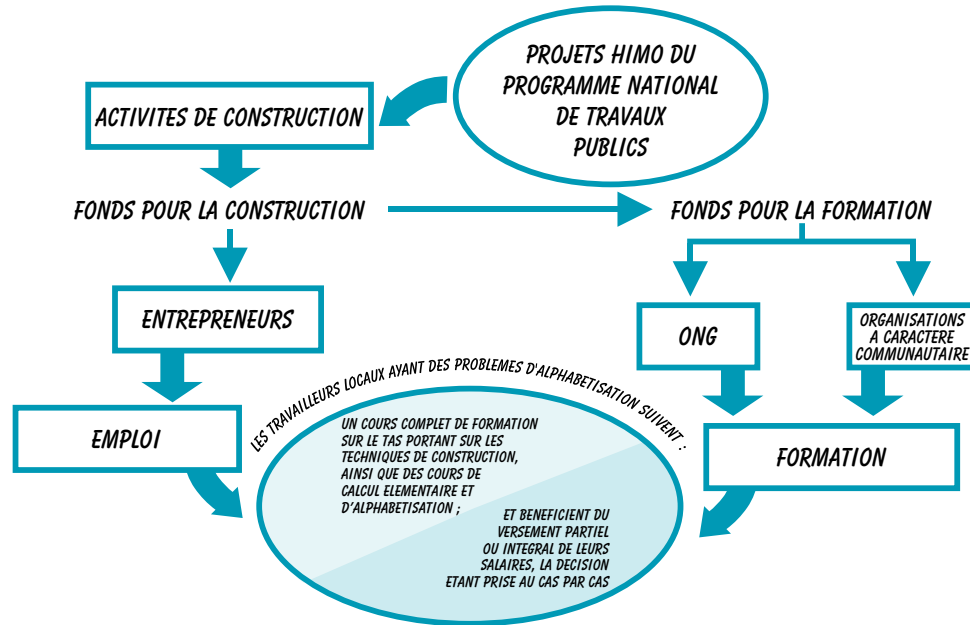 PROJETS HIMO DU
PROGRAMME NATIONAL
DE TRAVAUX
PUBLICS
ACTIVITES DE CONSTRUCTION
FONDS POUR LA CONSTRUCTION
FONDS POUR LA FORMATION
ENTREPRENEURS
ONG
ORGANISATIONS
A CARACTERE
COMMUNAUTAIRE
EMPLOI
FORMATION
LES TRAVAILLEURS LOCAUX AYANT DES PROBLEMES D'ALPHABETISATION SUIVENT :
UN COURS COMPLET DE FORMATION
SUR LE TAS PORTANT SUR LES
TECHNIQUES DE CONSTRUCTION,
AINSI QUE DES COURS DE
CALCUL ELEMENTAIRE ET
D'ALPHABETISATION ;
ET BENEFICIENT DU
VERSEMENT PARTIEL
OU INTEGRAL DE LEURS
SALAIRES, LA DECISION
ETANT PRISE AU CAS PAR CAS